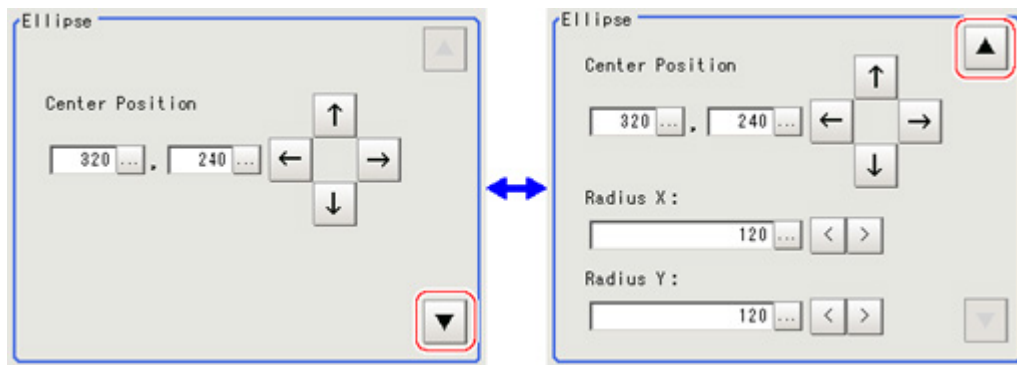 Ellipse
Center Position
320 ... , 240 ...
Ellipse
Center Position
320 ... , 240 ...
Radius X:
120 ... < >
Radius Y:
120 ... < >